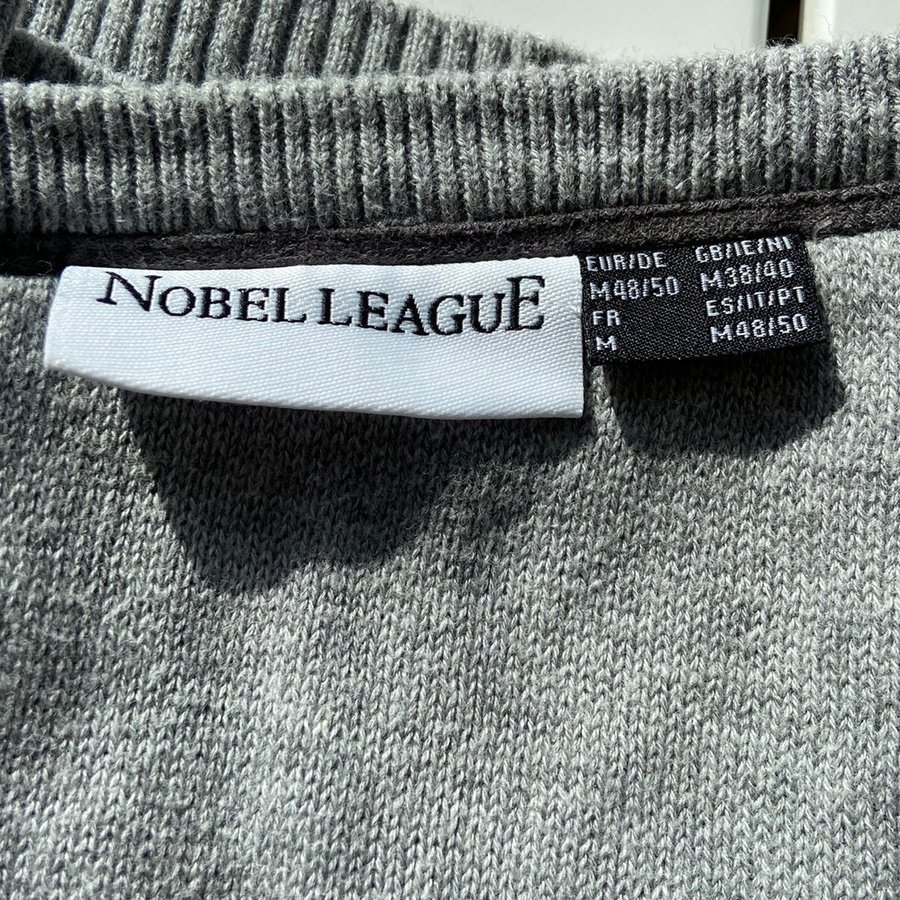 NOBEL LEAGUE
EUR/DE GB/IE/NI
M48/50 M38/40
FR ES/IT/PT
M M48/50